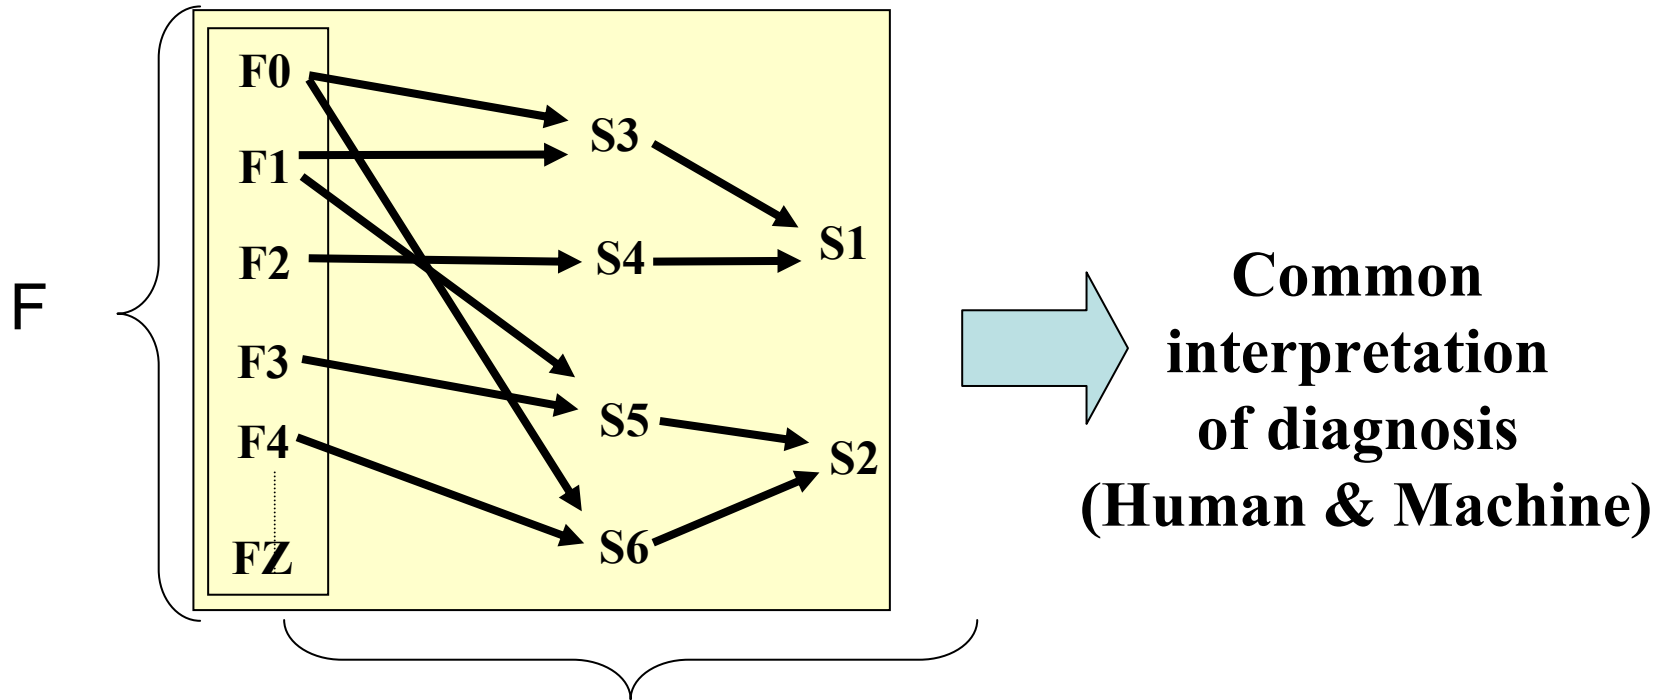 F
F0
F1
F2
F3
F4
FZ
S3
S4
S5
S6
S1
S2
Common
interpretation
of diagnosis
(Human & Machine)